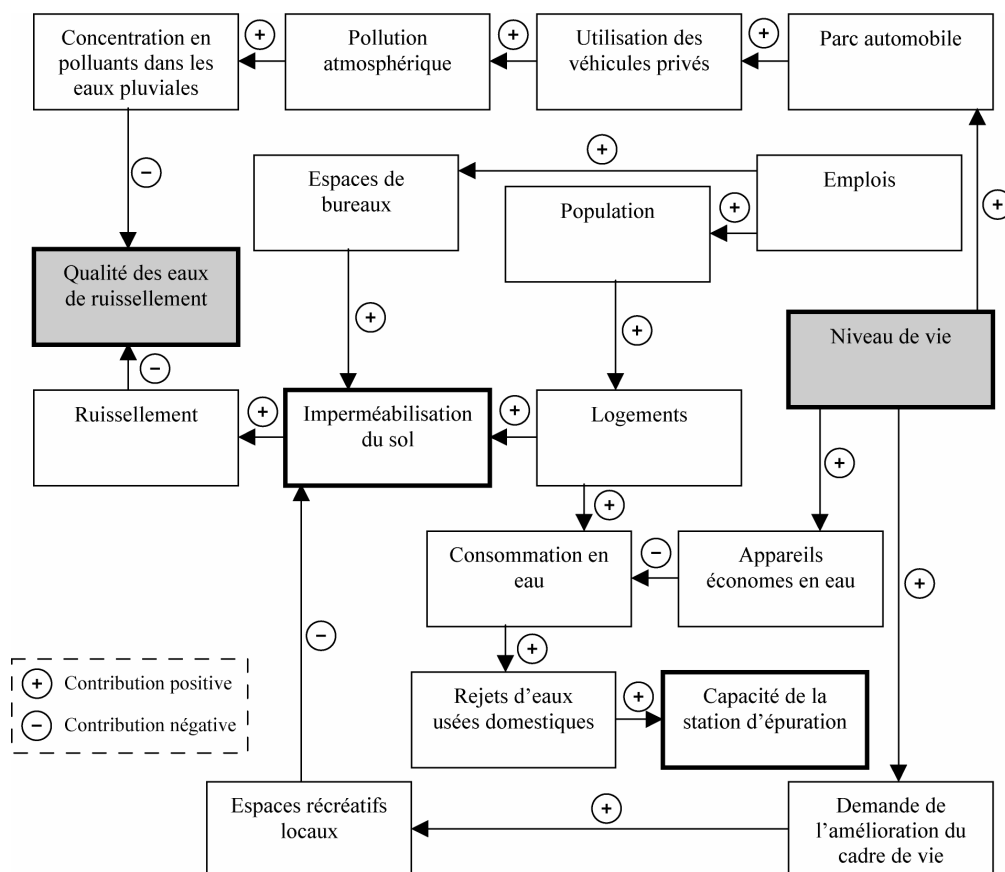 Concentration en
polluants dans les
eaux pluviales
+
Pollution
atmosphérique
+
Utilisation des
véhicules privés
+
Parc automobile
−
+
Espaces de
bureaux
Population
+
Emplois
+
Qualité des eaux
de ruissellement
+
+
Niveau de vie
−
Ruissellement
+
Imperméabilisation
du sol
+
Logements
+
+
Consommation en
eau
−
Appareils
économes en eau
+
−
+
Rejets d’eaux
usées domestiques
+
Capacité de la
station d’épuration
+ Contribution positive
− Contribution négative
Espaces récréatifs
locaux
+
Demande de
l’amélioration du
cadre de vie